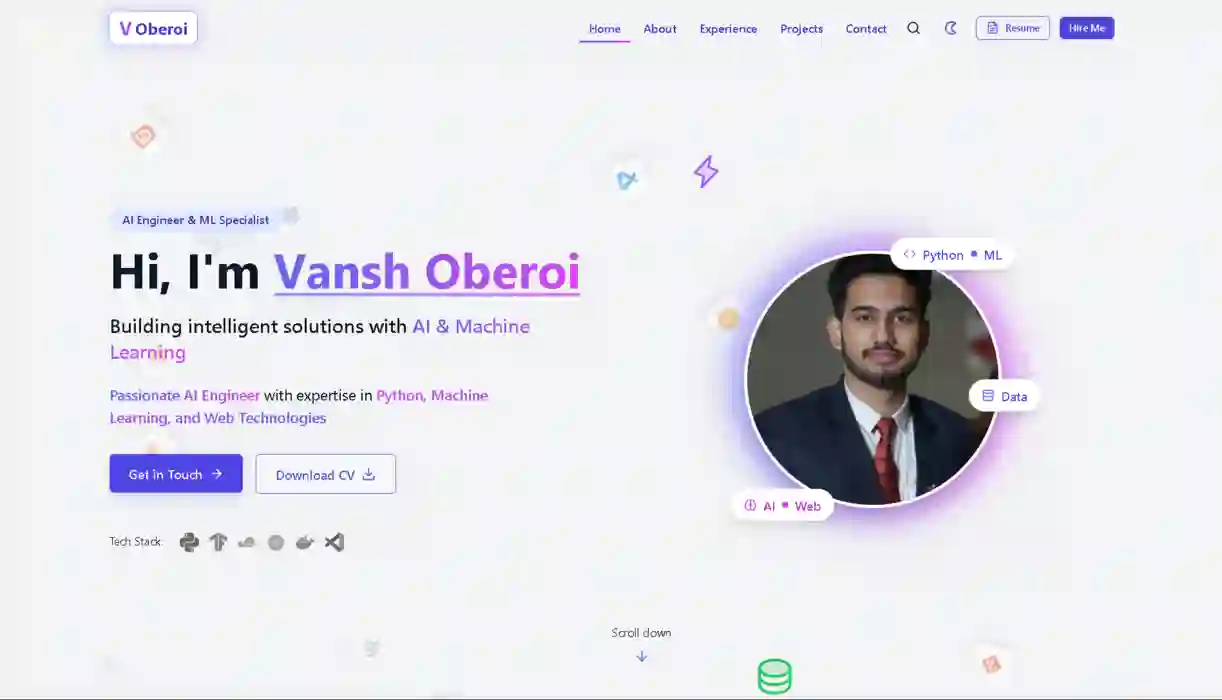 V Oberoi
Home
About
Experience
Projects
Contact
Resume
Hire Me
AI Engineer & ML Specialist
Hi, I'm Vansh Oberoi
Building intelligent solutions with AI & Machine
Learning
Passionate AI Engineer with expertise in Python, Machine
Learning, and Web Technologies
Get in Touch
Download CV
Tech Stack:
Python • ML
Data
AI • Web
Scroll down